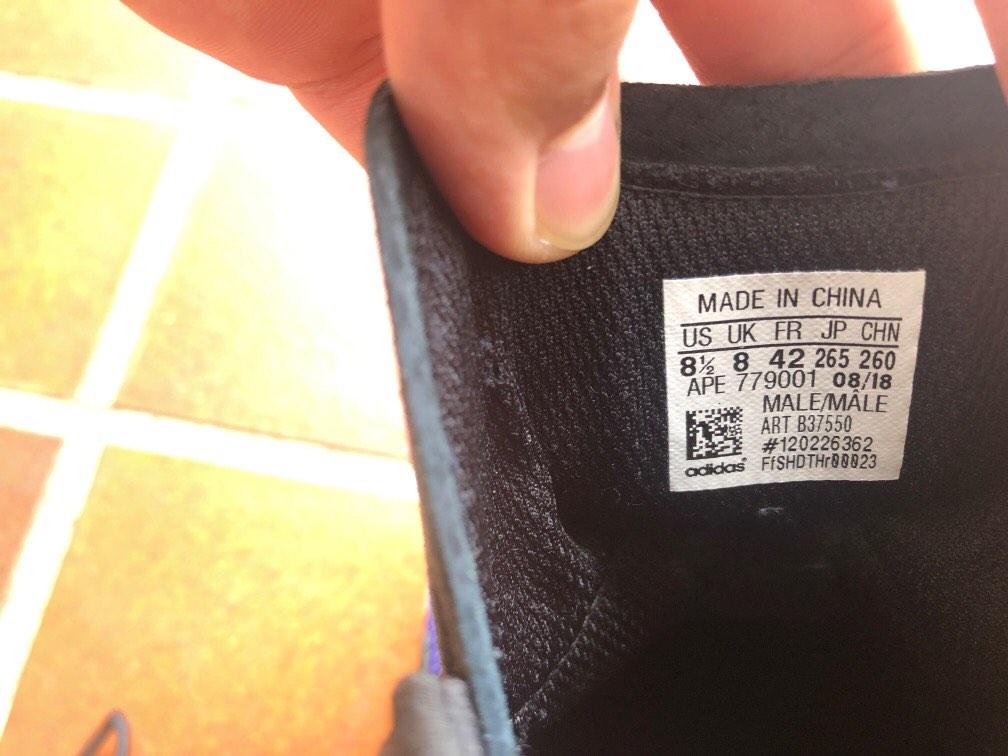 MADE IN CHINA
US UK FR JP CHN
8½ 8 42 265 260
APE 779001 08/18
MALE/MÂLE
ART B37550
#120226362
FfSHDTHr00023
adidas